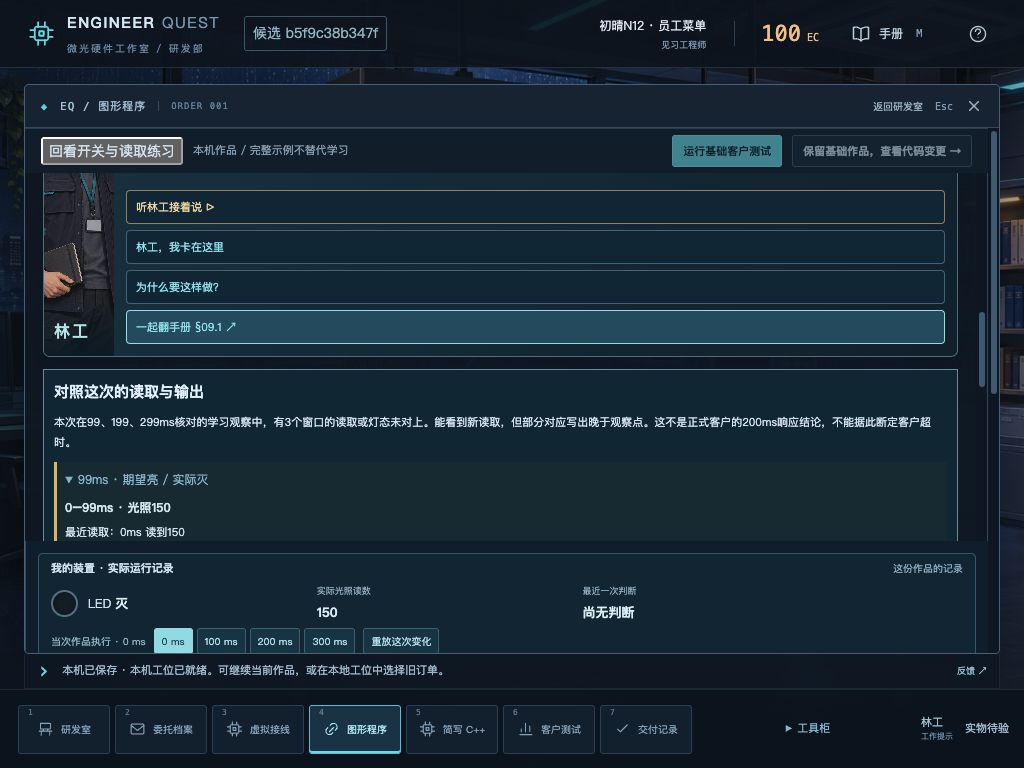 ENGINEER QUEST
微光硬件工作室 / 研发部
候选 b5f9c38b347f
初晴N12 · 员工菜单
见习工程师
100 EC
手册 M
?
EQ / 图形程序
ORDER 001
返回研发室 Esc
回看开关与读取练习
本机作品 / 完整示例不替代学习
运行基础客户测试
保留基础作品，查看代码变更 →
听林工接着说
林工，我卡在这里
为什么要这样做?
一起翻手册 §09.1 ↗
林工
对照这次的读取与输出
本次在99、199、299ms核对的学习观察中，有3个窗口的读取或灯态未对上。能看到新读取，但部分对应写出晚于观察点。这不是正式客户的200ms响应结论，不能据此断定客户超
时。
▼ 99ms · 期望亮 / 实际灭
0—99ms · 光照150
最近读取：0ms 读到150
我的装置 · 实际运行记录
这份作品的记录
LED 灭
实际光照读数
150
最近一次判断
尚无判断
当次作品执行 · 0 ms
0 ms
100 ms
200 ms
300 ms
重放这次变化
本机已保存 · 本机工位已就绪。可继续当前作品，或在本地工位中选择旧订单。
反馈 ↗
1 研发室
2 委托档案
3 虚拟接线
4 图形程序
5 简写 C++
6 客户测试
7 交付记录
▶ 工具柜
林工
工作提示
实物待验